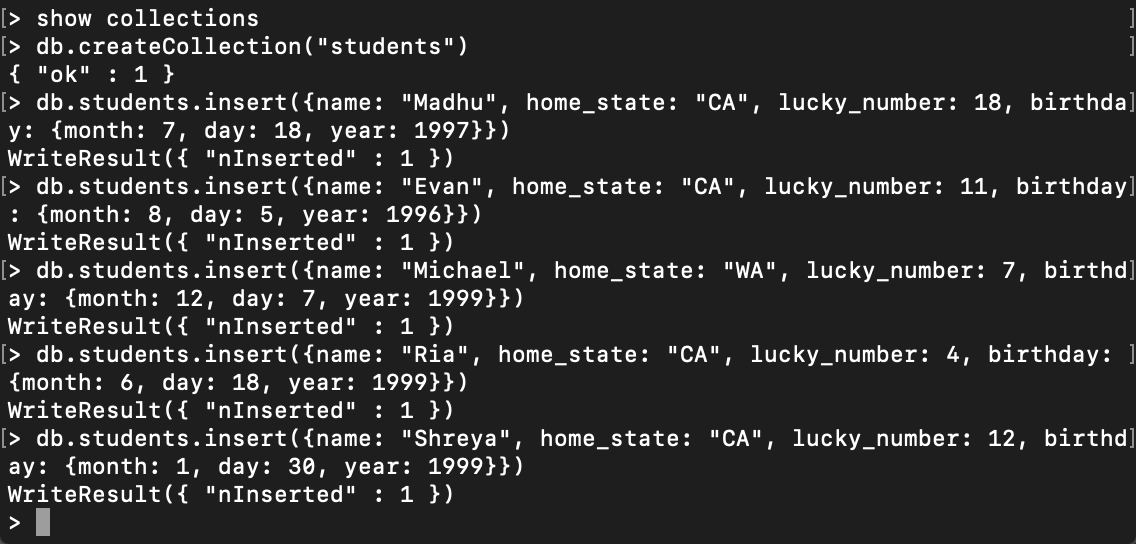 [> show collections ]
[> db.createCollection("students") ]
{ "ok" : 1 }
[> db.students.insert({name: "Madhu", home_state: "CA", lucky_number: 18, birthda]
y: {month: 7, day: 18, year: 1997}})
WriteResult({ "nInserted" : 1 })
[> db.students.insert({name: "Evan", home_state: "CA", lucky_number: 11, birthday]
: {month: 8, day: 5, year: 1996}})
WriteResult({ "nInserted" : 1 })
[> db.students.insert({name: "Michael", home_state: "WA", lucky_number: 7, birthd]
ay: {month: 12, day: 7, year: 1999}})
WriteResult({ "nInserted" : 1 })
[> db.students.insert({name: "Ria", home_state: "CA", lucky_number: 4, birthday: ]
{month: 6, day: 18, year: 1999}})
WriteResult({ "nInserted" : 1 })
[> db.students.insert({name: "Shreya", home_state: "CA", lucky_number: 12, birthd]
ay: {month: 1, day: 30, year: 1999}})
WriteResult({ "nInserted" : 1 })
>